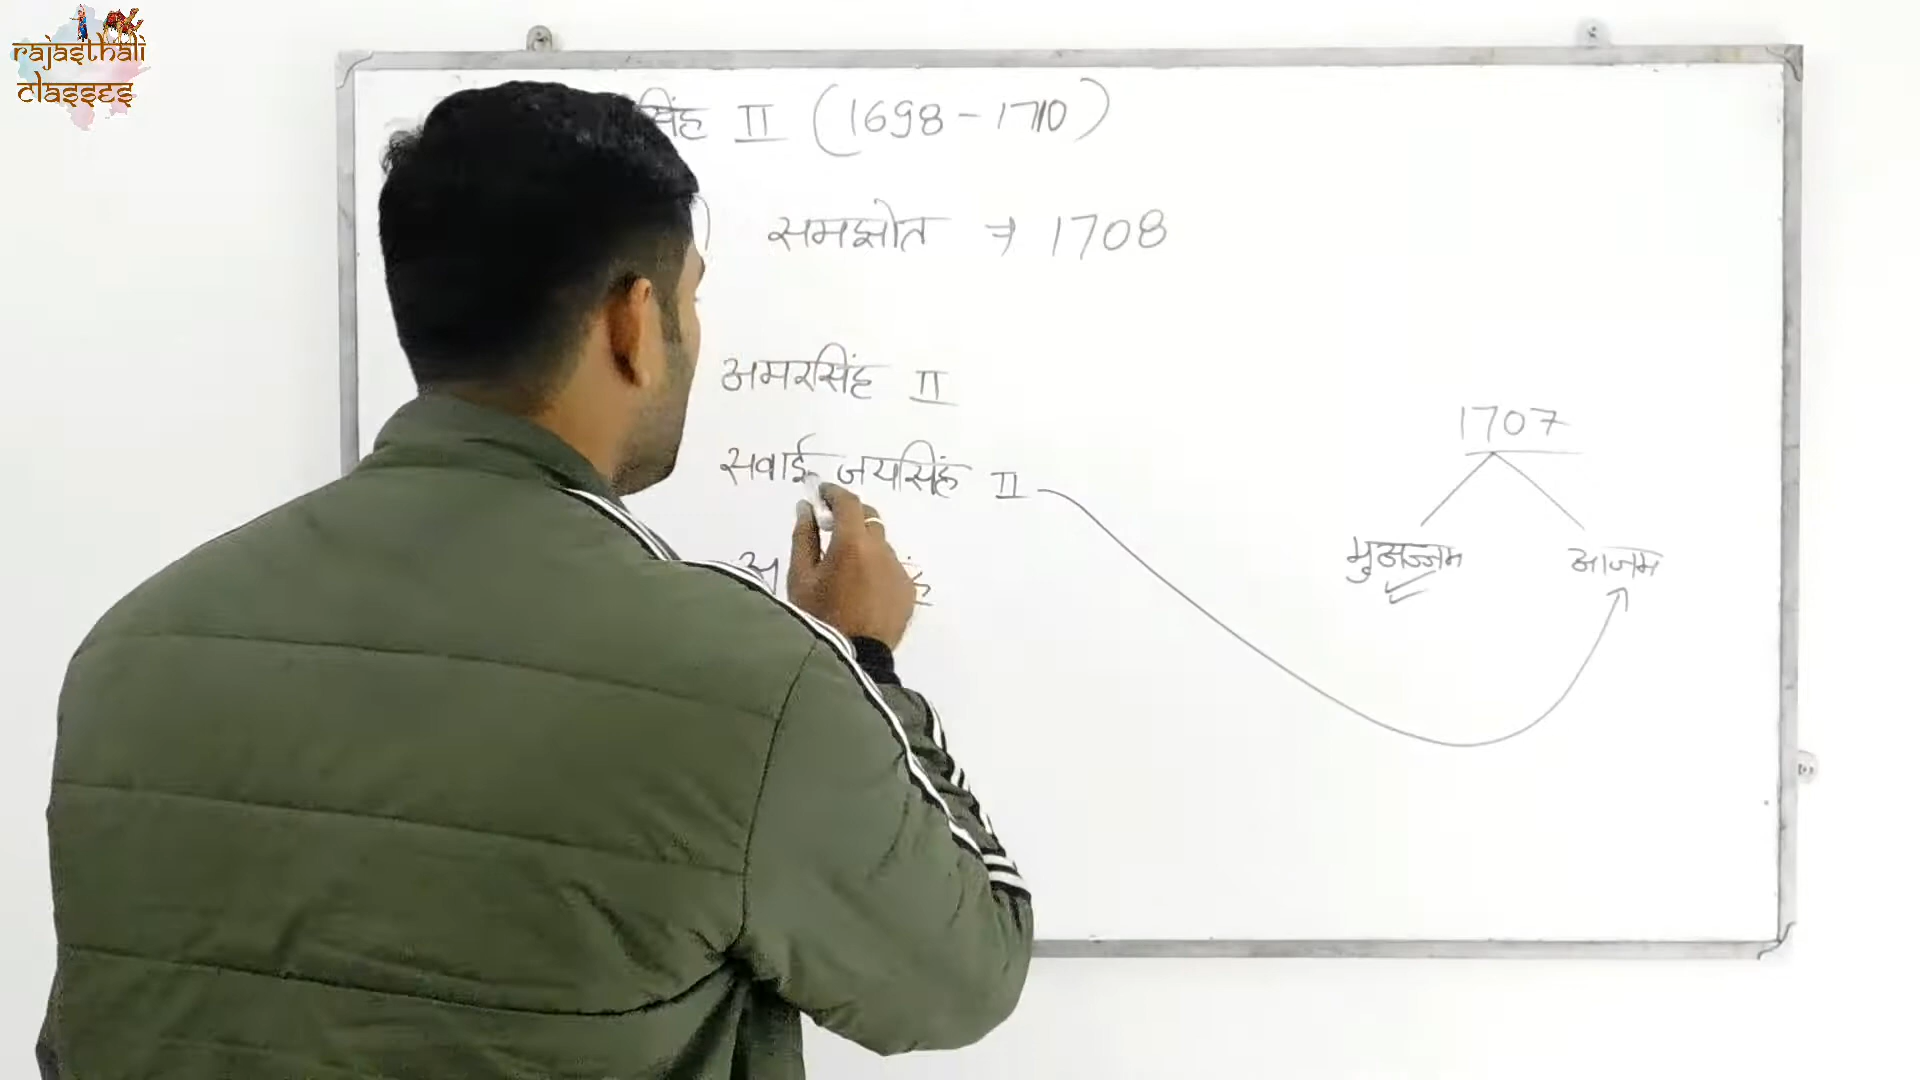 rajasthali
classes
सिंह II (1698-1710)
समझोत → 1708
अमरसिंह II
सवाई जयसिंह II
1707
मुअज्जम आजम